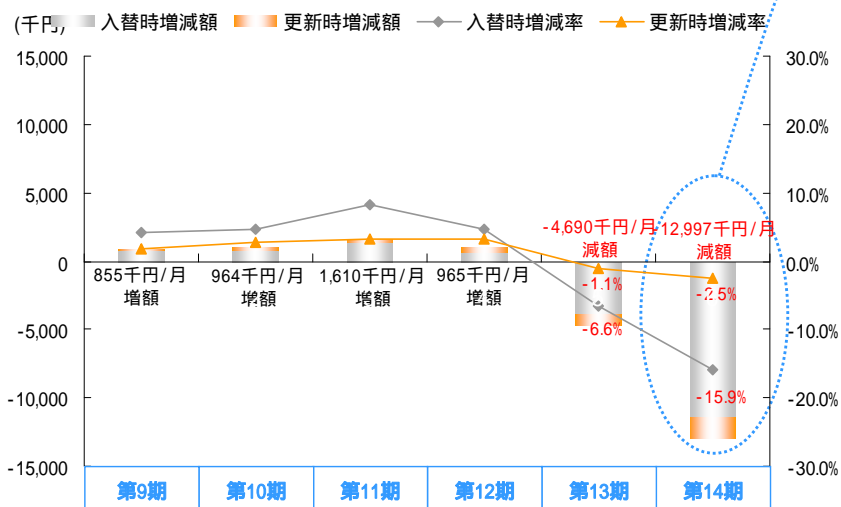 (千円)
入替時増減額 更新時増減額 入替時増減率 更新時増減率
15,000 30.0%
10,000 20.0%
5,000 10.0%
-4,690千円/月 減額
-12,997千円/月 減額
0 0.0%
855千円/月 増額
964千円/月 増額
1,610千円/月 増額
965千円/月 増額
-1.1%
-2.5%
-5,000 -10.0%
-6.6%
-15.9%
-10,000 -20.0%
-15,000 -30.0%
第9期 第10期 第11期 第12期 第13期 第14期